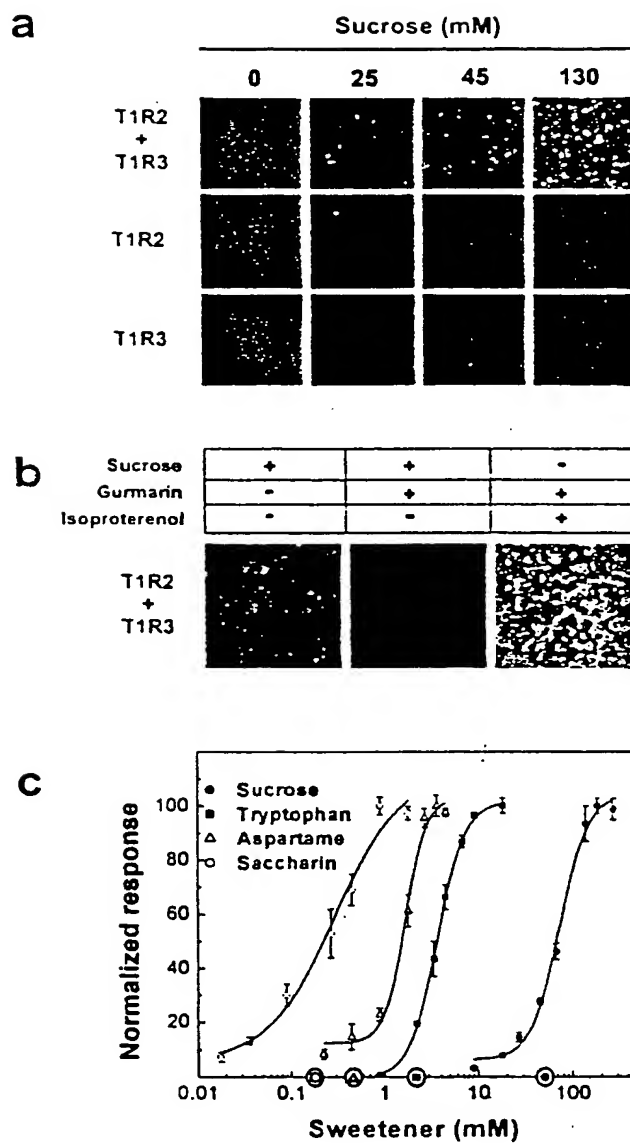 a
Sucrose (mM)
0 25 45 130
T1R2
+
T1R3
T1R2
T1R3
b
Sucrose + + -
Gurmarin - + +
Isoproterenol - - +
T1R2
+
T1R3
c
Sucrose
Tryptophan
Aspartame
Saccharin
Normalized response
100
80
60
40
20
0.01 0.1 1 10 100
Sweetener (mM)